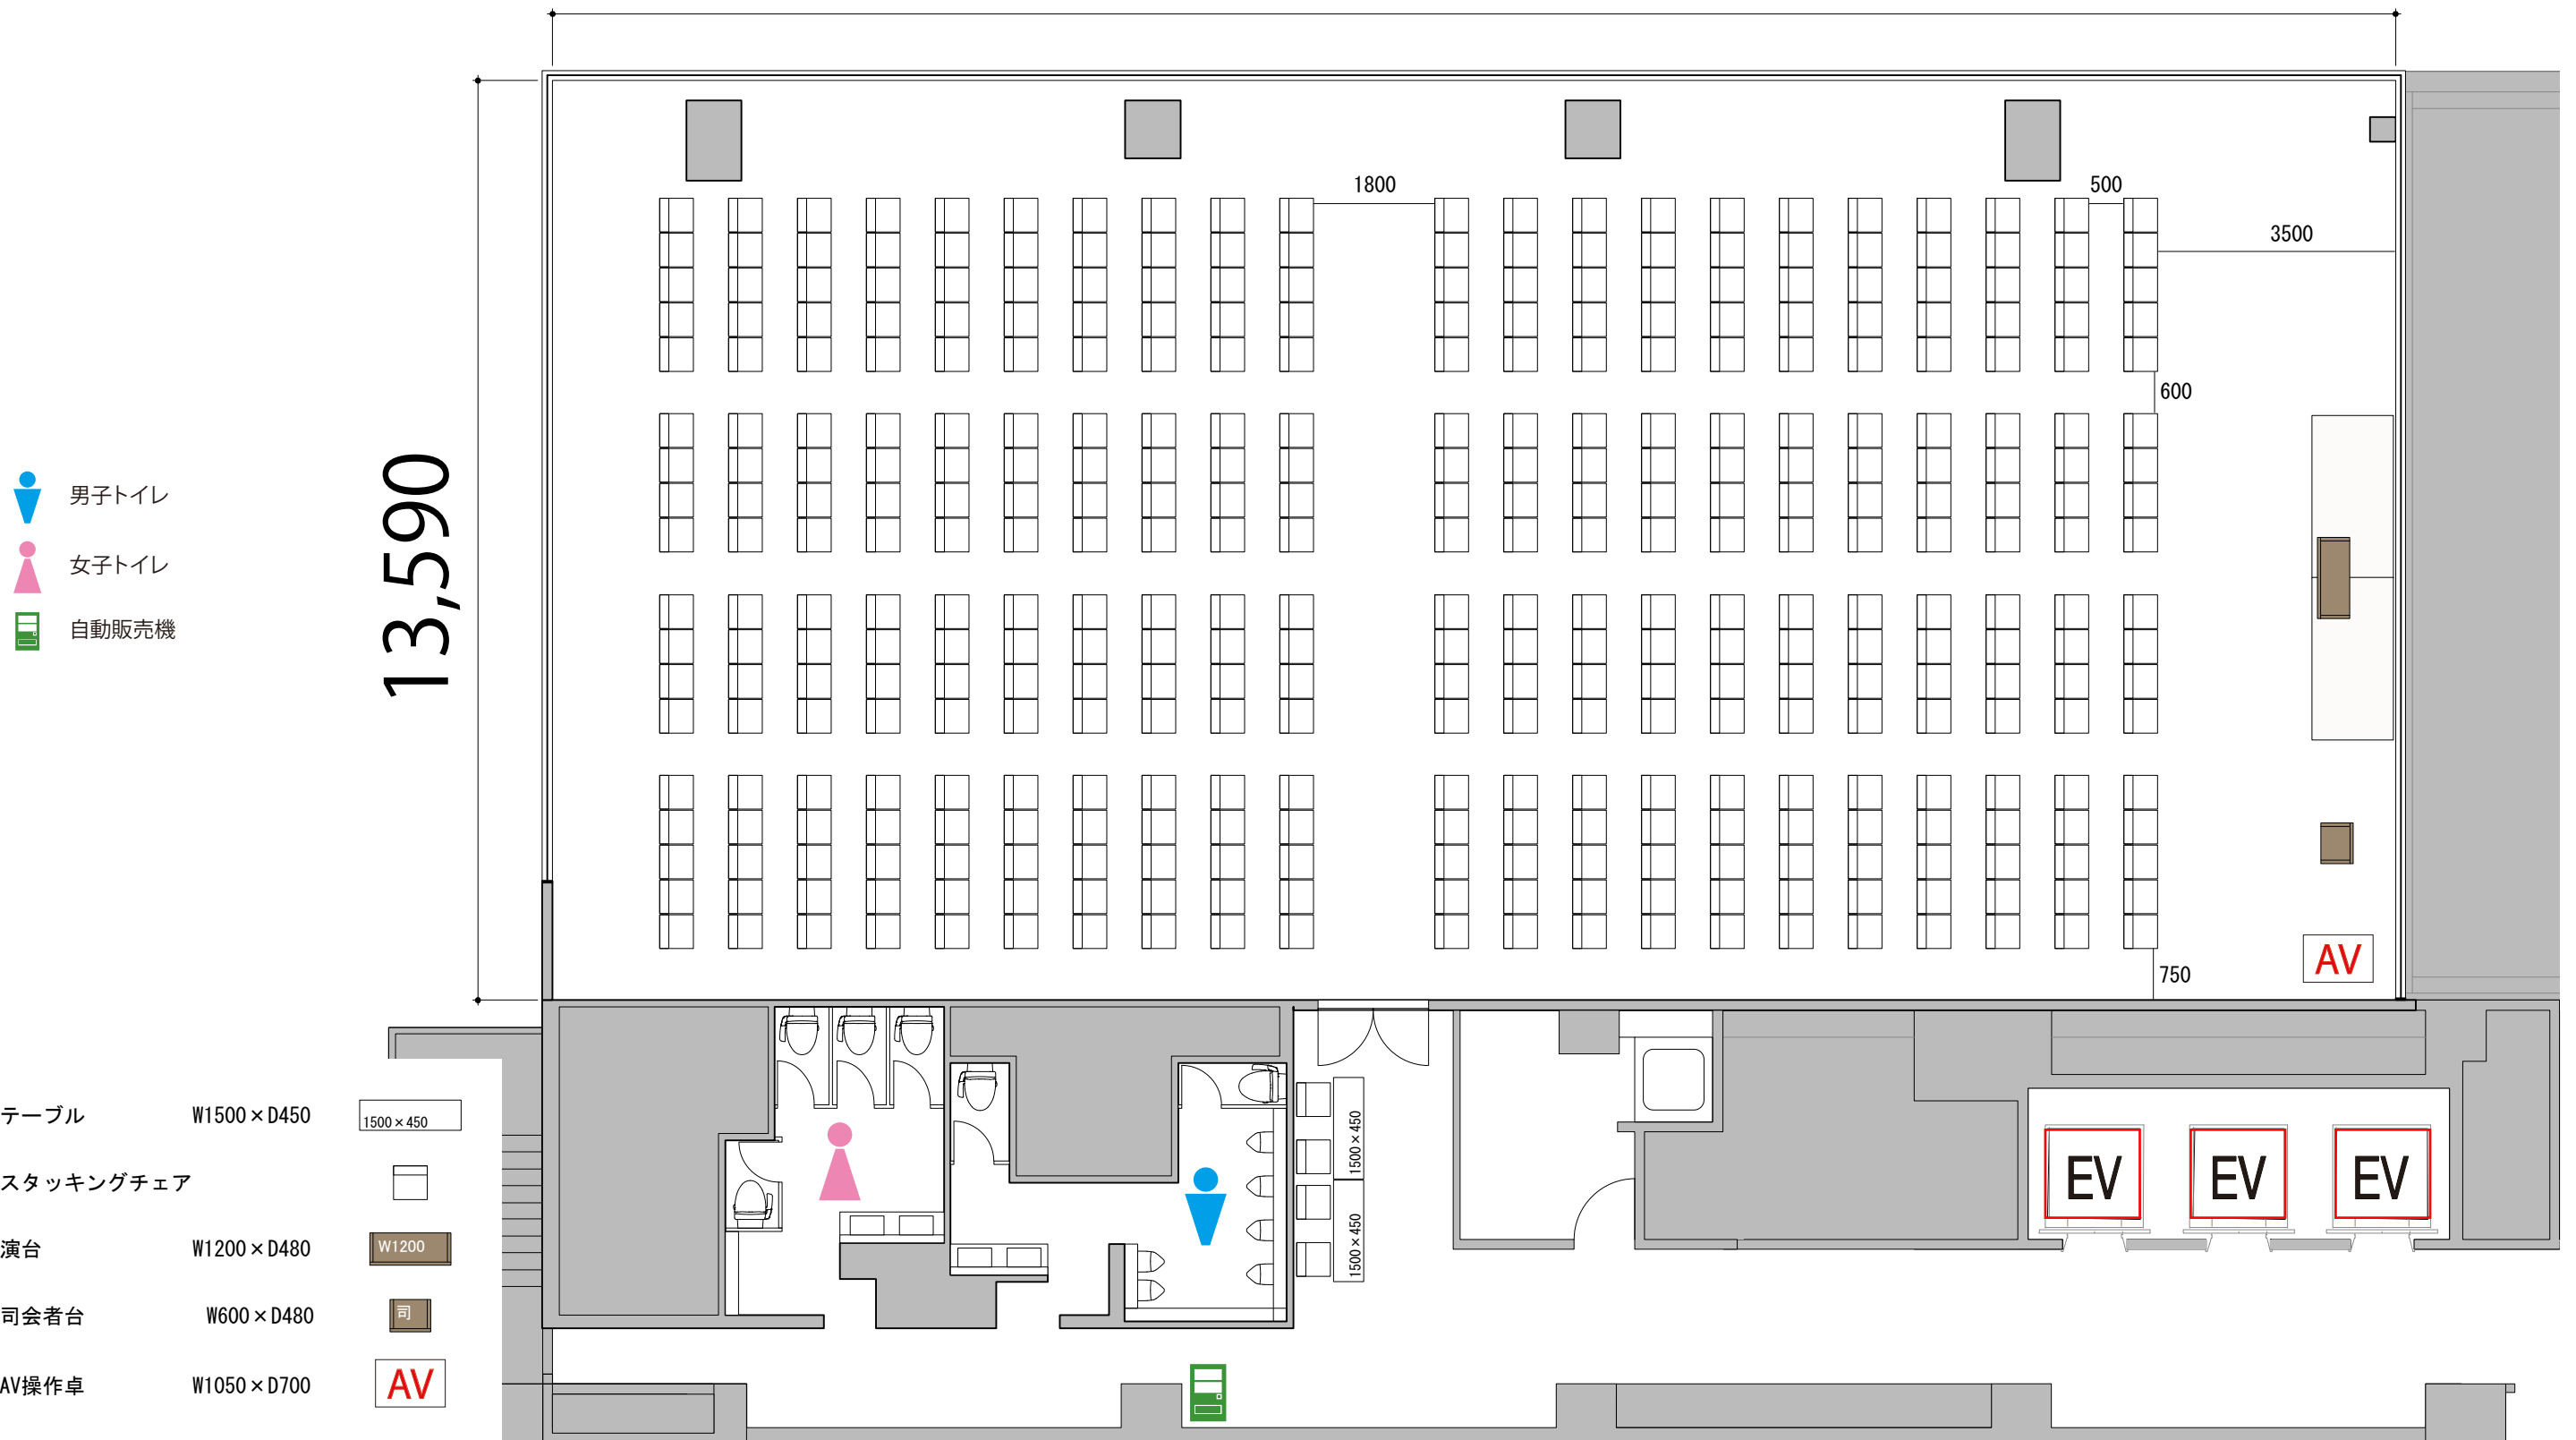 1800
500
3500
600
13,590
男子トイレ
女子トイレ
自動販売機
AV
750
テーブル W1500×D450 1500×450
スタッキングチェア
演台 W1200×D480 W1200
司会者台 W600×D480 司
AV操作卓 W1050×D700 AV
1500×450
1500×450
EV EV EV